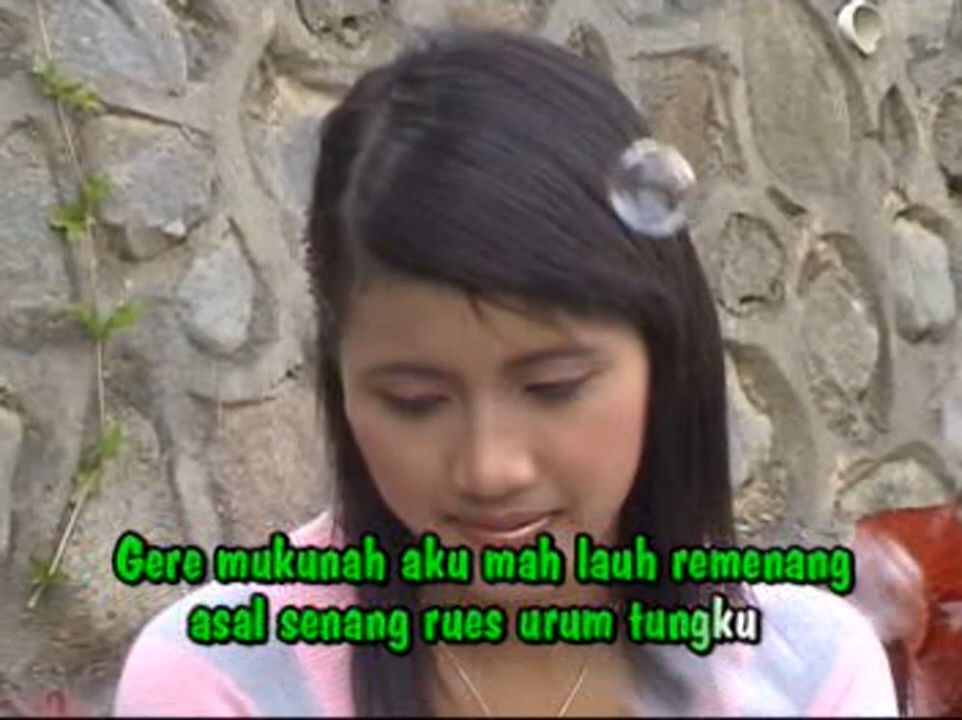 Gere mukunah aku mah lauh remenang
asal senang rues urum tungku